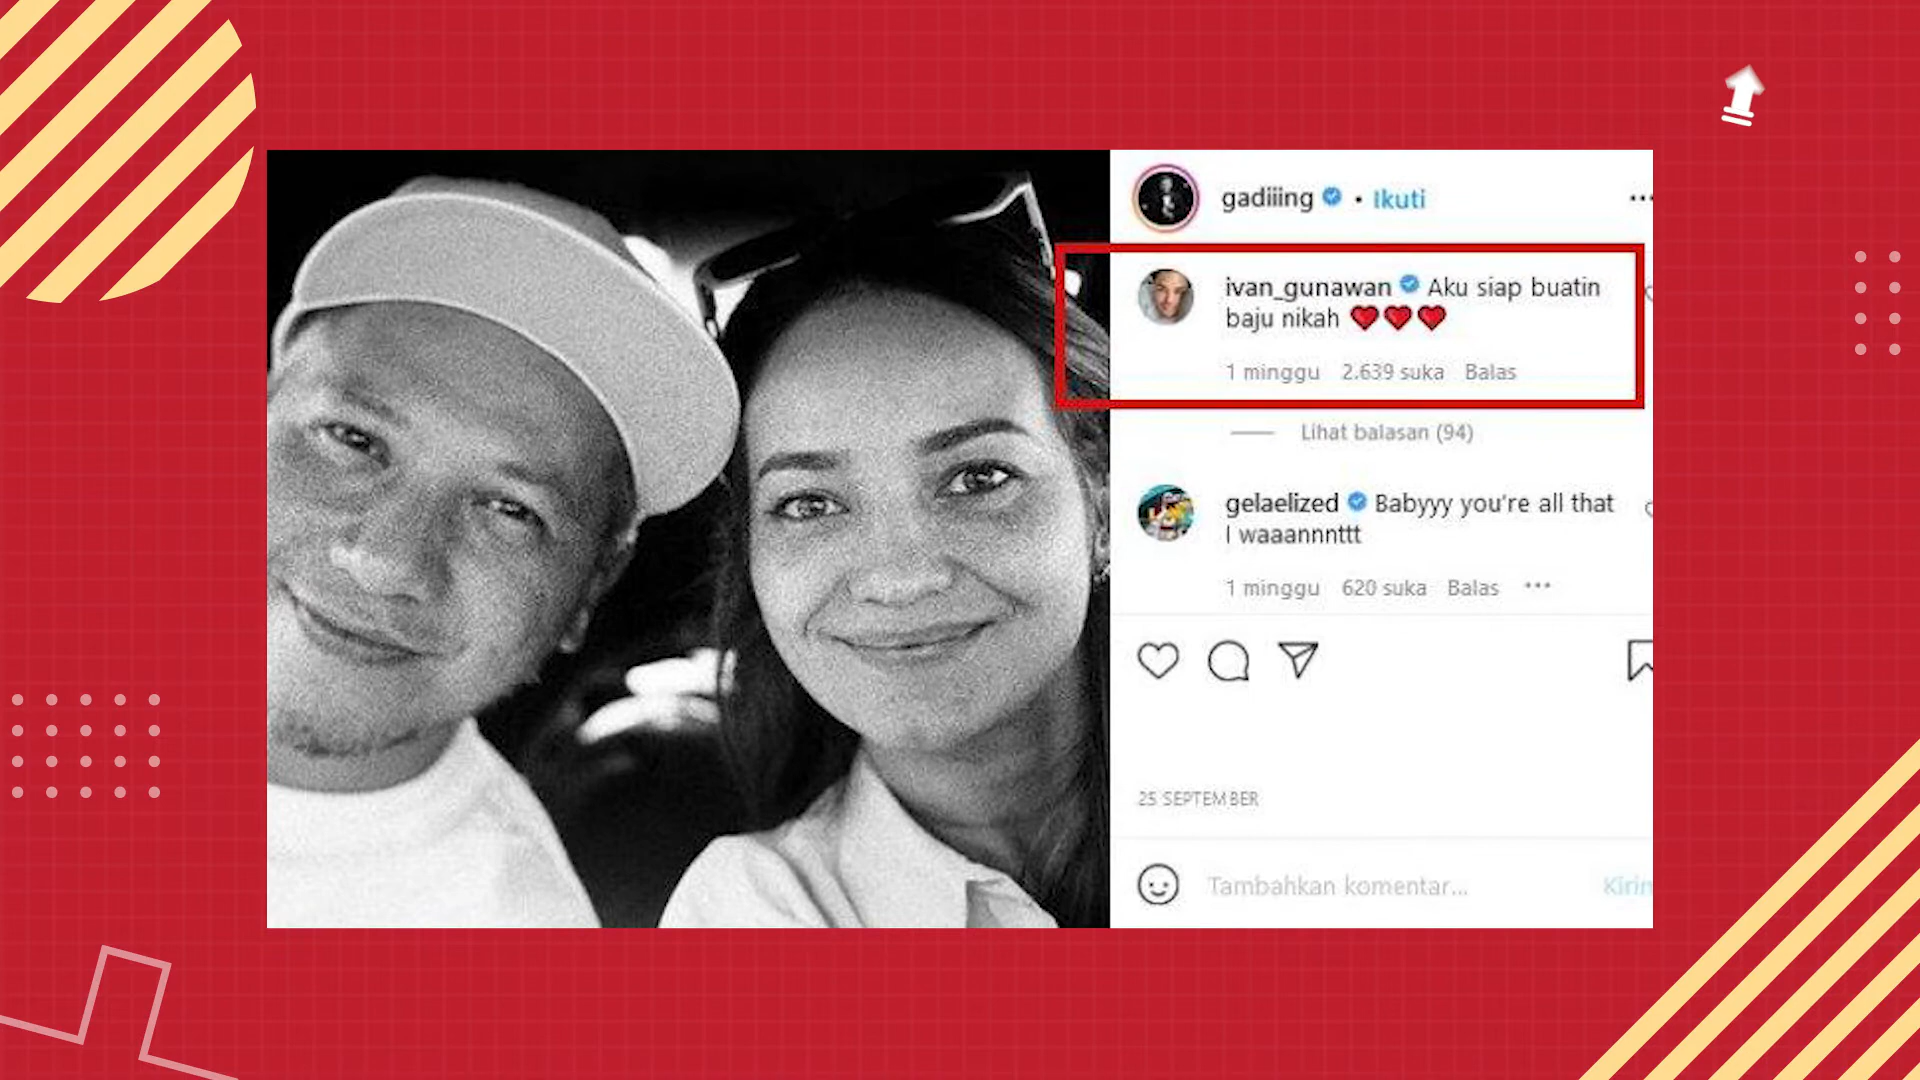 gadiiing • Ikuti
ivan_gunawan Aku siap buatin
baju nikah ❤❤❤
1 minggu 2.639 suka Balas
Lihat balasan (94)
gelaelized Babyyy you're all that
I waaannnttt
1 minggu 620 suka Balas
25 SEPTEMBER
Tambahkan komentar...